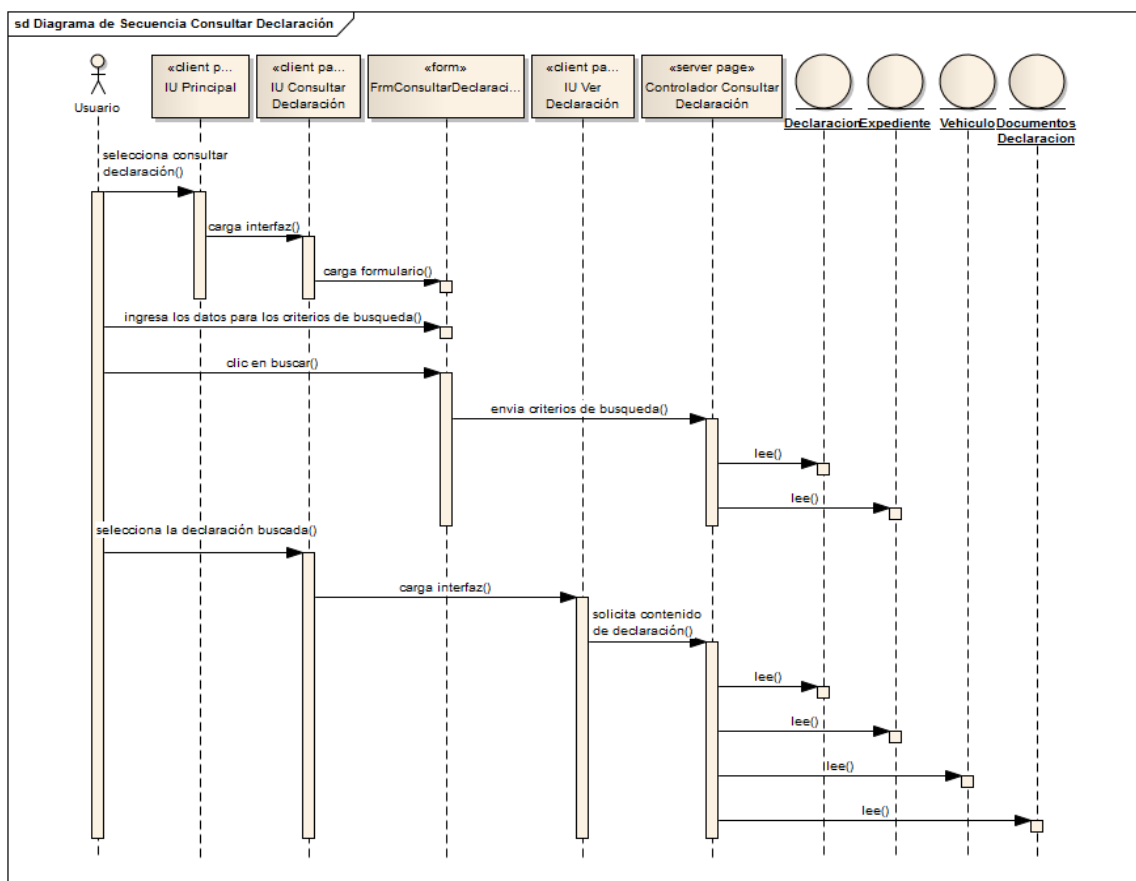 sd Diagrama de Secuencia Consultar Declaración
Usuario
«client p...
IU Principal
«client pa...
IU Consultar
Declaración
«form»
FrmConsultarDeclaraci...
«client pa...
IU Ver
Declaración
«server page»
Controlador Consultar
Declaración
Declaracion
Expediente
Vehiculo
Documentos
Declaracion
selecciona consultar
declaración()
carga interfaz()
carga formulario()
ingresa los datos para los criterios de busqueda()
clic en buscar()
envia criterios de busqueda()
lee()
lee()
selecciona la declaración buscada()
carga interfaz()
solicita contenido
de declaración()
lee()
lee()
lee()
lee()